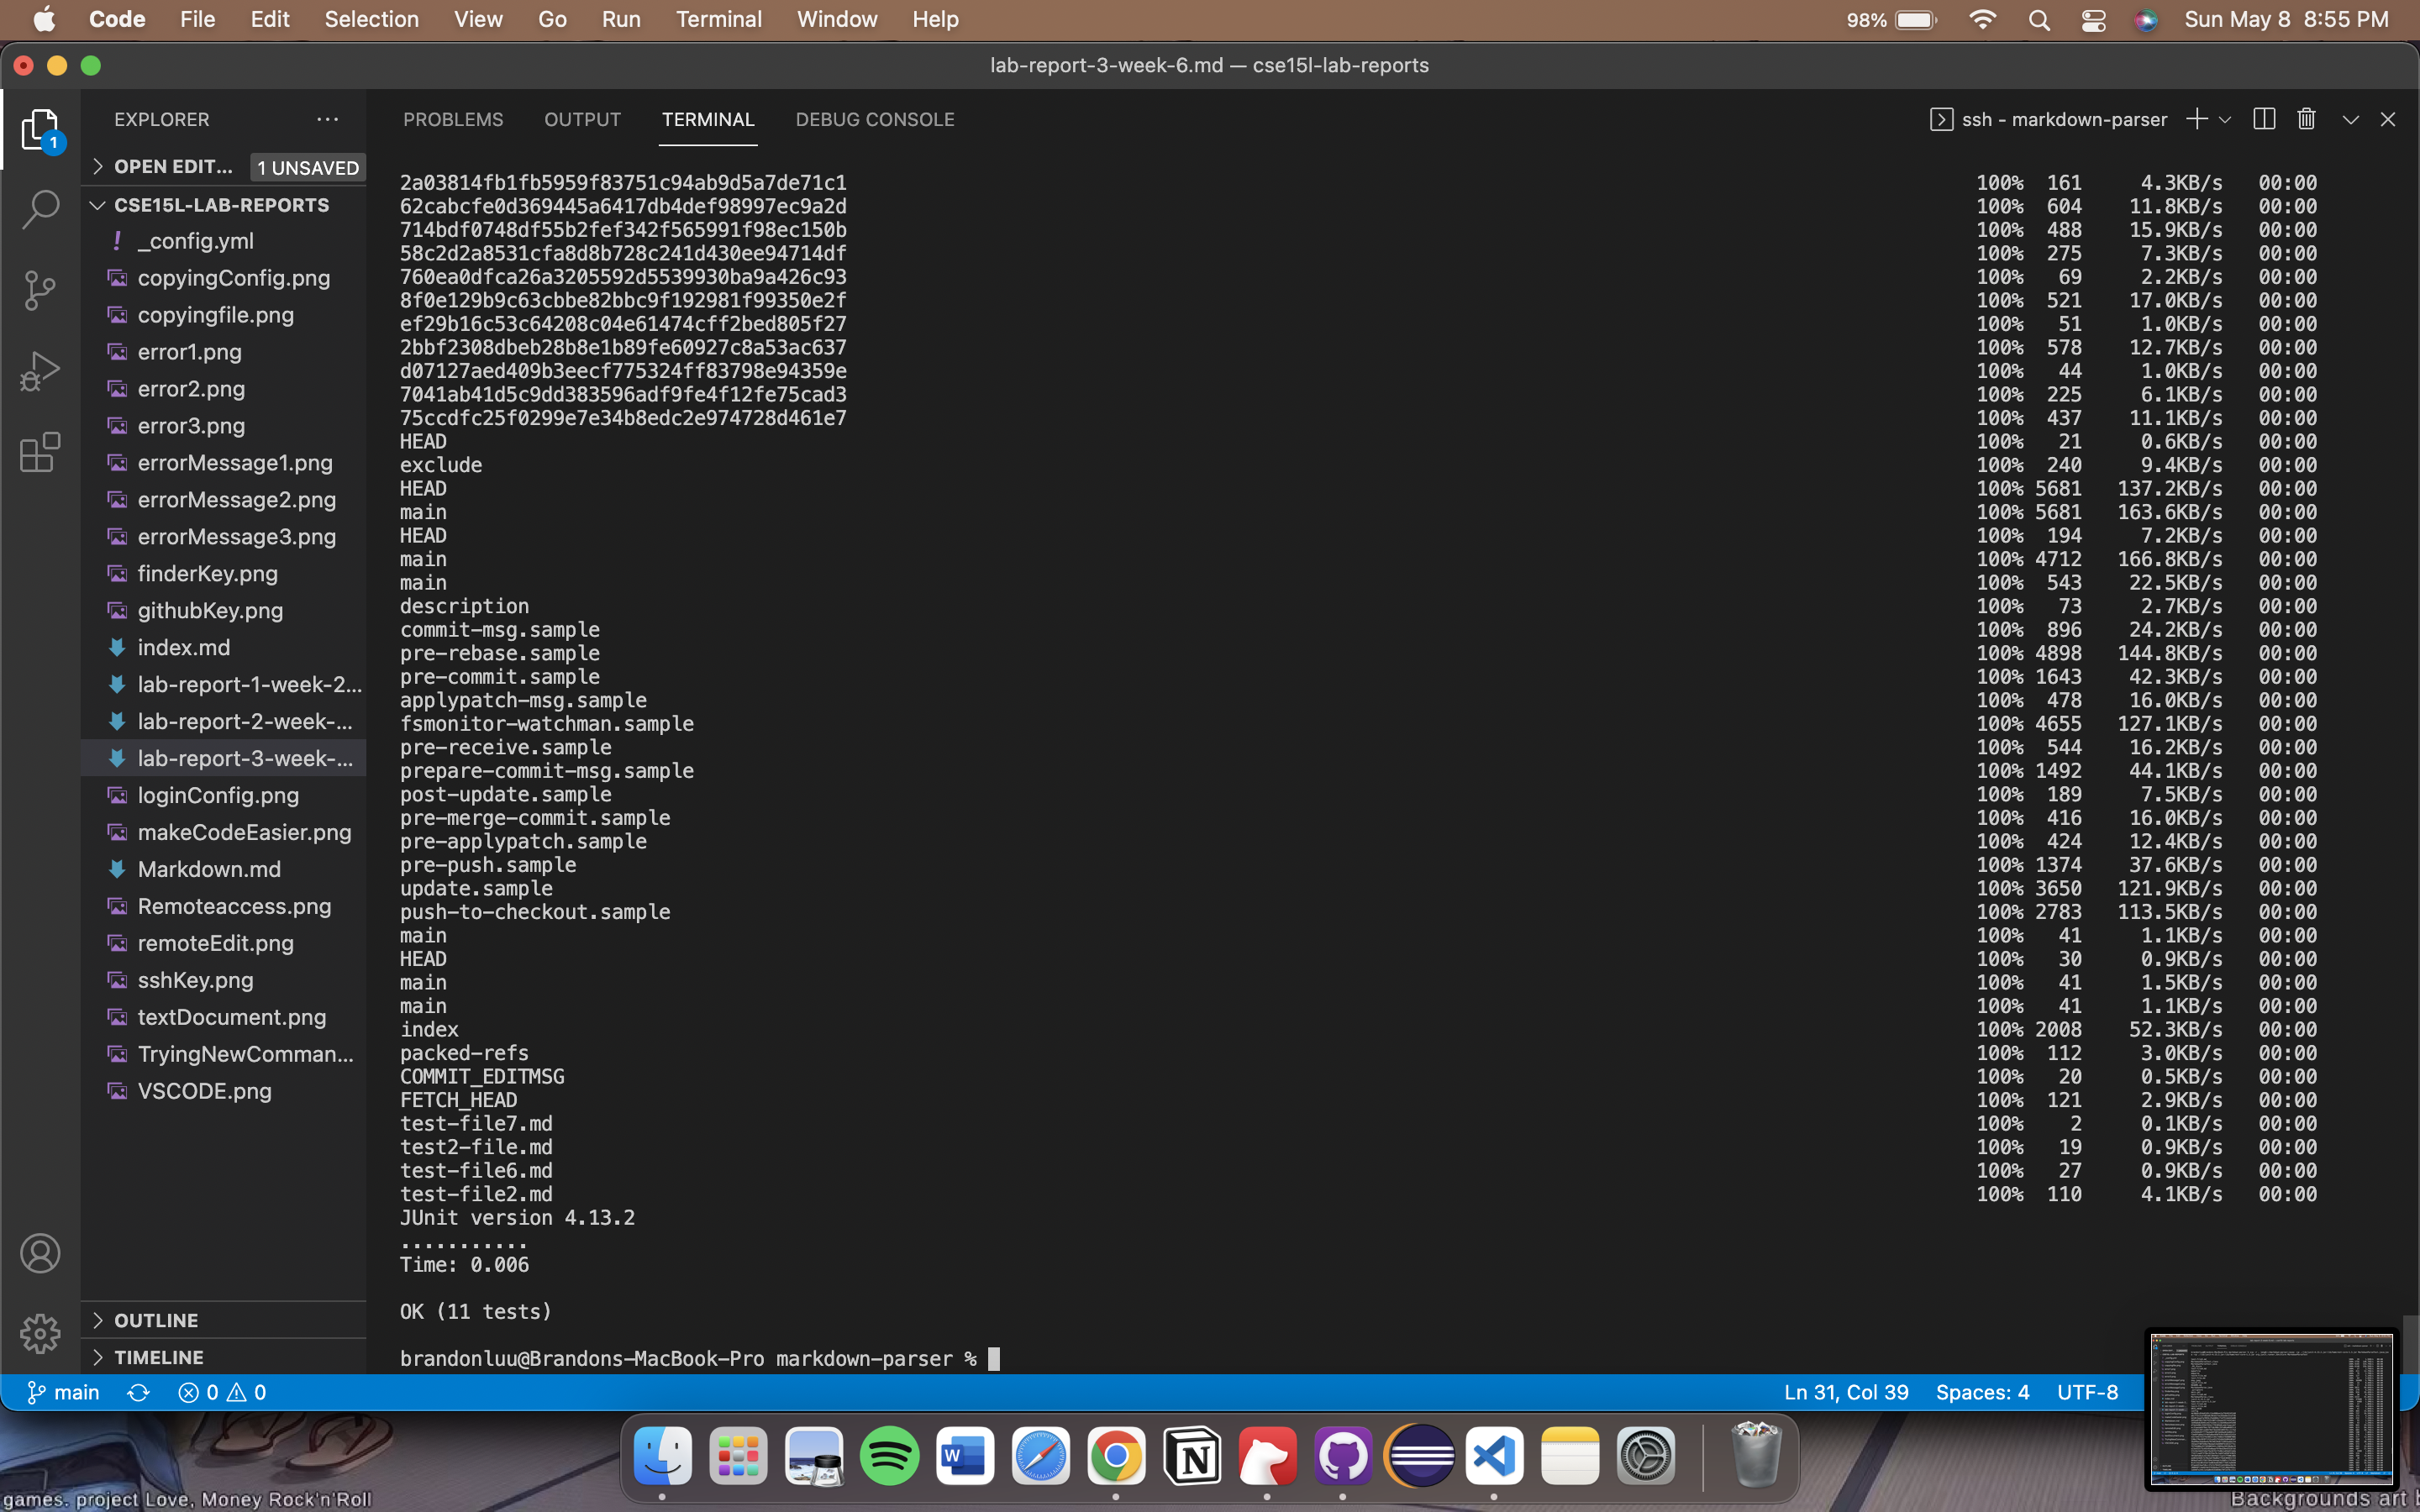 Code File Edit Selection View Go Run Terminal Window Help 98% Sun May 8 8:55 PM
lab-report-3-week-6.md — cse15l-lab-reports
EXPLORER ··· PROBLEMS OUTPUT TERMINAL DEBUG CONSOLE ssh - markdown-parser
1
OPEN EDIT... 1 UNSAVED
CSE15L-LAB-REPORTS
! _config.yml
copyingConfig.png
copyingfile.png
error1.png
error2.png
error3.png
errorMessage1.png
errorMessage2.png
errorMessage3.png
finderKey.png
githubKey.png
index.md
lab-report-1-week-2...
lab-report-2-week-...
lab-report-3-week-...
loginConfig.png
makeCodeEasier.png
Markdown.md
Remoteaccess.png
remoteEdit.png
sshKey.png
textDocument.png
TryingNewComman...
VSCODE.png
OUTLINE
TIMELINE
2a03814fb1fb5959f83751c94ab9d5a7de71c1 100% 161 4.3KB/s 00:00
62cabcfe0d369445a6417db4def98997ec9a2d 100% 604 11.8KB/s 00:00
714bdf0748df55b2fef342f565991f98ec150b 100% 488 15.9KB/s 00:00
58c2d2a8531cfa8d8b728c241d430ee94714df 100% 275 7.3KB/s 00:00
760ea0dfca26a3205592d5539930ba9a426c93 100% 69 2.2KB/s 00:00
8f0e129b9c63cbbe82bbc9f192981f99350e2f 100% 521 17.0KB/s 00:00
ef29b16c53c64208c04e61474cff2bed805f27 100% 51 1.0KB/s 00:00
2bbf2308dbeb28b8e1b89fe60927c8a53ac637 100% 578 12.7KB/s 00:00
d07127aed409b3eecf775324ff83798e94359e 100% 44 1.0KB/s 00:00
7041ab41d5c9dd383596adf9fe4f12fe75cad3 100% 225 6.1KB/s 00:00
75ccdfc25f0299e7e34b8edc2e974728d461e7 100% 437 11.1KB/s 00:00
HEAD 100% 21 0.6KB/s 00:00
exclude 100% 240 9.4KB/s 00:00
HEAD 100% 5681 137.2KB/s 00:00
main 100% 5681 163.6KB/s 00:00
HEAD 100% 194 7.2KB/s 00:00
main 100% 4712 166.8KB/s 00:00
main 100% 543 22.5KB/s 00:00
description 100% 73 2.7KB/s 00:00
commit-msg.sample 100% 896 24.2KB/s 00:00
pre-rebase.sample 100% 4898 144.8KB/s 00:00
pre-commit.sample 100% 1643 42.3KB/s 00:00
applypatch-msg.sample 100% 478 16.0KB/s 00:00
fsmonitor-watchman.sample 100% 4655 127.1KB/s 00:00
pre-receive.sample 100% 544 16.2KB/s 00:00
prepare-commit-msg.sample 100% 1492 44.1KB/s 00:00
post-update.sample 100% 189 7.5KB/s 00:00
pre-merge-commit.sample 100% 416 16.0KB/s 00:00
pre-applypatch.sample 100% 424 12.4KB/s 00:00
pre-push.sample 100% 1374 37.6KB/s 00:00
update.sample 100% 3650 121.9KB/s 00:00
push-to-checkout.sample 100% 2783 113.5KB/s 00:00
main 100% 41 1.1KB/s 00:00
HEAD 100% 30 0.9KB/s 00:00
main 100% 41 1.5KB/s 00:00
main 100% 41 1.1KB/s 00:00
index 100% 2008 52.3KB/s 00:00
packed-refs 100% 112 3.0KB/s 00:00
COMMIT_EDITMSG 100% 20 0.5KB/s 00:00
FETCH_HEAD 100% 121 2.9KB/s 00:00
test-file7.md 100% 2 0.1KB/s 00:00
test2-file.md 100% 19 0.9KB/s 00:00
test-file6.md 100% 27 0.9KB/s 00:00
test-file2.md 100% 110 4.1KB/s 00:00
JUnit version 4.13.2
...........
Time: 0.006
OK (11 tests)
brandonluu@Brandons-MacBook-Pro markdown-parser %
main 0 0 Ln 31, Col 39 Spaces: 4 UTF-8
games. project Love, Money Rock'n'Roll
Backgrounds art